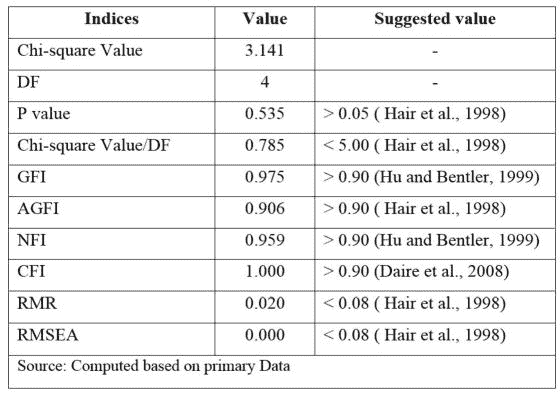 Indices Value Suggested value
Chi-square Value 3.141 -
DF 4 -
P value 0.535 > 0.05 ( Hair et al., 1998)
Chi-square Value/DF 0.785 < 5.00 ( Hair et al., 1998)
GFI 0.975 > 0.90 (Hu and Bentler, 1999)
AGFI 0.906 > 0.90 ( Hair et al., 1998)
NFI 0.959 > 0.90 (Hu and Bentler, 1999)
CFI 1.000 > 0.90 (Daire et al., 2008)
RMR 0.020 < 0.08 ( Hair et al., 1998)
RMSEA 0.000 < 0.08 ( Hair et al., 1998)
Source: Computed based on primary Data